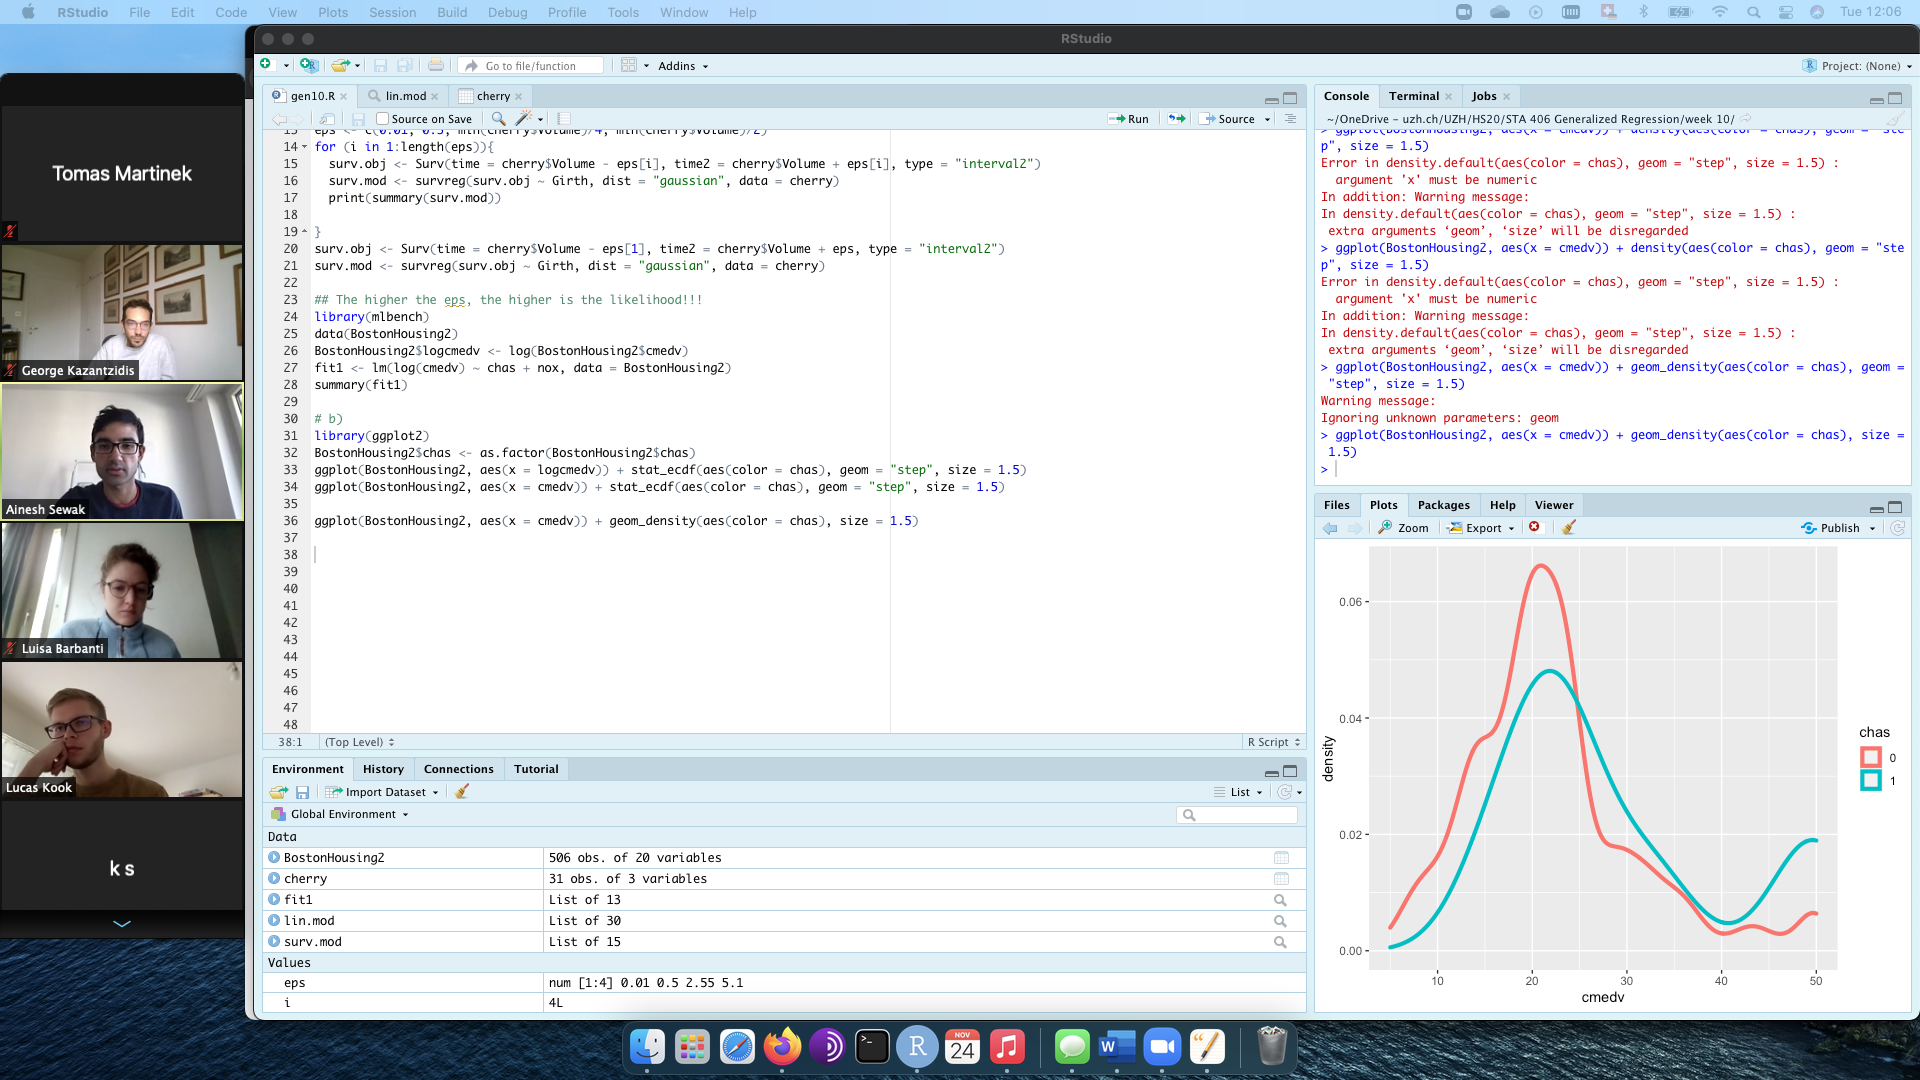 RStudio File Edit Code View Plots Session Build Debug Profile Tools Window Help
Tue 12:06
RStudio
Go to file/function
Addins
Project: (None)
Tomas Martinek
George Kazantzidis
Ainesh Sewak
Luisa Barbanti
Lucas Kook
k s
gen10.R
lin.mod
cherry
Source on Save
Run
Source
13 eps <- c(0.01, 0.5, min(cherry$Volume)/4, min(cherry$Volume)/2)
14 for (i in 1:length(eps)){
15 surv.obj <- Surv(time = cherry$Volume - eps[i], time2 = cherry$Volume + eps[i], type = "interval2")
16 surv.mod <- survreg(surv.obj ~ Girth, dist = "gaussian", data = cherry)
17 print(summary(surv.mod))
18
19 }
20 surv.obj <- Surv(time = cherry$Volume - eps[1], time2 = cherry$Volume + eps, type = "interval2")
21 surv.mod <- survreg(surv.obj ~ Girth, dist = "gaussian", data = cherry)
22
23 ## The higher the eps, the higher is the likelihood!!!
24 library(mlbench)
25 data(BostonHousing2)
26 BostonHousing2$logcmedv <- log(BostonHousing2$cmedv)
27 fit1 <- lm(log(cmedv) ~ chas + nox, data = BostonHousing2)
28 summary(fit1)
29
30 # b)
31 library(ggplot2)
32 BostonHousing2$chas <- as.factor(BostonHousing2$chas)
33 ggplot(BostonHousing2, aes(x = logcmedv)) + stat_ecdf(aes(color = chas), geom = "step", size = 1.5)
34 ggplot(BostonHousing2, aes(x = cmedv)) + stat_ecdf(aes(color = chas), geom = "step", size = 1.5)
35
36 ggplot(BostonHousing2, aes(x = cmedv)) + geom_density(aes(color = chas), size = 1.5)
37
38
39
40
41
42
43
44
45
46
47
48
38:1
(Top Level)
R Script
Environment History Connections Tutorial
Import Dataset
List
Global Environment
Data
BostonHousing2 506 obs. of 20 variables
cherry 31 obs. of 3 variables
fit1 List of 13
lin.mod List of 30
surv.mod List of 15
Values
eps num [1:4] 0.01 0.5 2.55 5.1
i 4L
Console Terminal Jobs
~/OneDrive - uzh.ch/UZH/HS20/STA 406 Generalized Regression/week 10/
> ggplot(BostonHousing2, aes(x = cmedv)) + density(aes(color = chas), geom = "ste
p", size = 1.5)
Error in density.default(aes(color = chas), geom = "step", size = 1.5) :
argument 'x' must be numeric
In addition: Warning message:
In density.default(aes(color = chas), geom = "step", size = 1.5) :
extra arguments ‘geom’, ‘size’ will be disregarded
> ggplot(BostonHousing2, aes(x = cmedv)) + density(aes(color = chas), geom = "ste
p", size = 1.5)
Error in density.default(aes(color = chas), geom = "step", size = 1.5) :
argument 'x' must be numeric
In addition: Warning message:
In density.default(aes(color = chas), geom = "step", size = 1.5) :
extra arguments ‘geom’, ‘size’ will be disregarded
> ggplot(BostonHousing2, aes(x = cmedv)) + geom_density(aes(color = chas), geom =
"step", size = 1.5)
Warning message:
Ignoring unknown parameters: geom
> ggplot(BostonHousing2, aes(x = cmedv)) + geom_density(aes(color = chas), size =
1.5)
>
Files Plots Packages Help Viewer
Zoom
Export
Publish
0.06
0.04
0.02
0.00
density
10 20 30 40 50
cmedv
chas
0
1
R
NOV
24
W